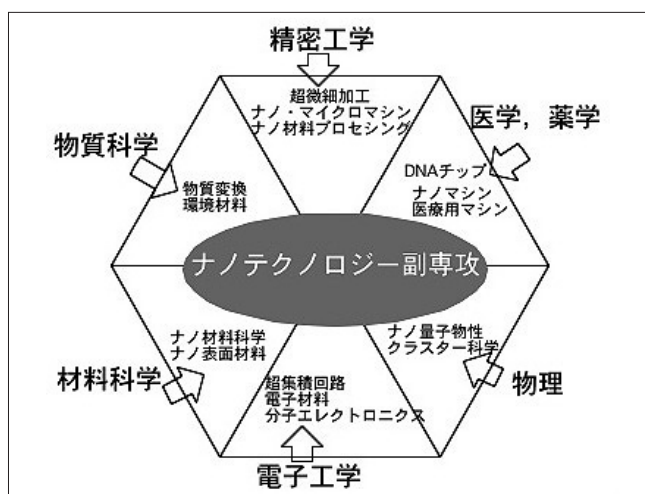 精密工学
超微細加工
ナノ・マイクロマシン
ナノ材料プロセシング
医学，薬学
DNAチップ
ナノマシン
医療用マシン
物質科学
物質変換
環境材料
ナノテクノロジー副専攻
ナノ材料科学
ナノ表面材料
材料科学
ナノ量子物性
クラスター科学
物理
超集積回路
電子材料
分子エレクトロニクス
電子工学